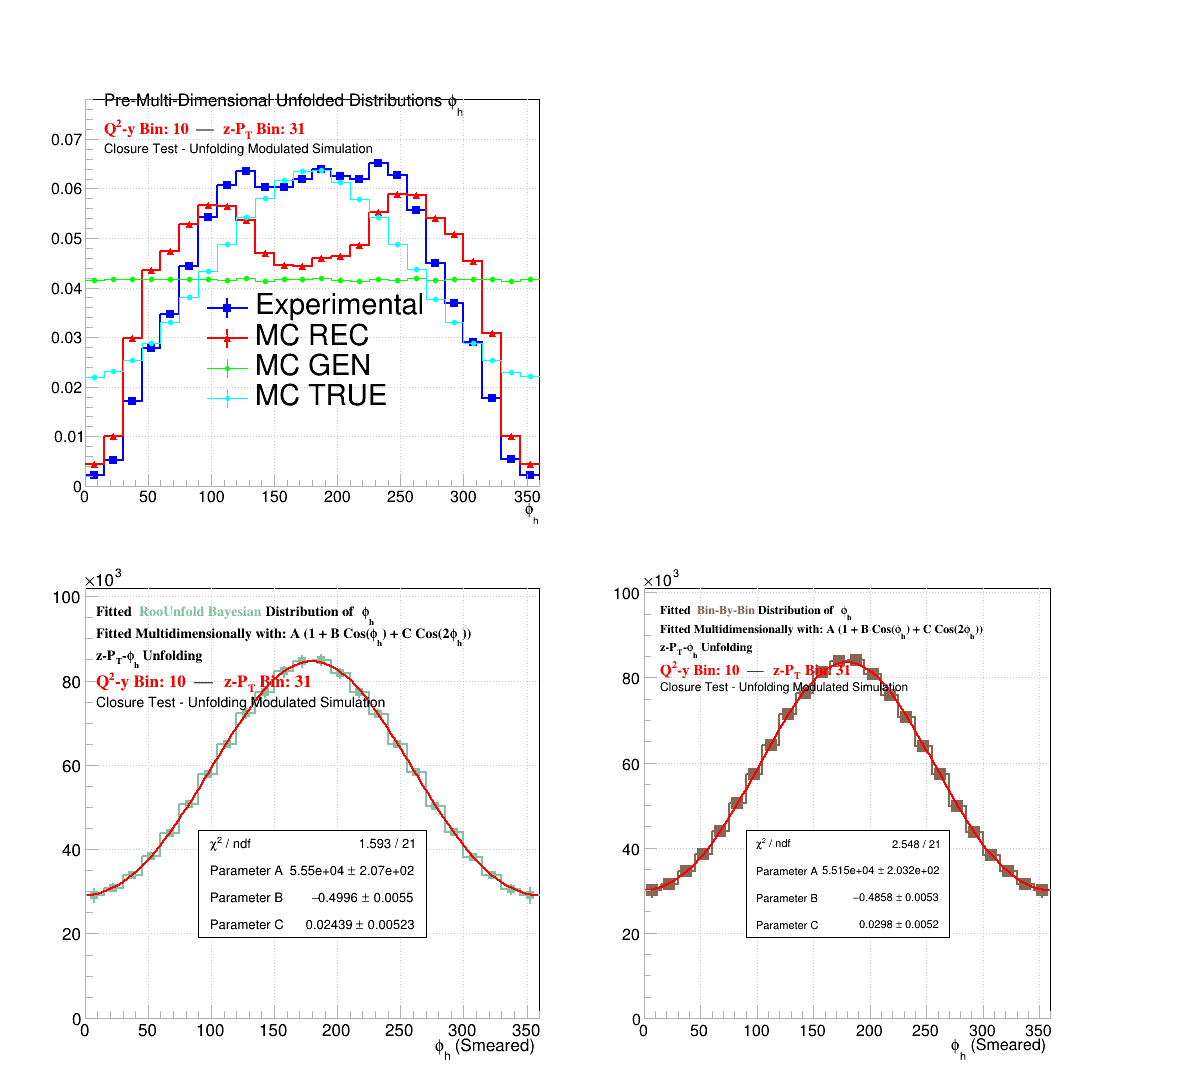 Pre-Multi-Dimensional Unfolded Distributions ϕh
Q²-y Bin: 10 — z-PT Bin: 31
Closure Test - Unfolding Modulated Simulation
0.07
0.06
0.05
0.04
0.03
0.02
0.01
0
Experimental
MC REC
MC GEN
MC TRUE
0 50 100 150 200 250 300 350
ϕh
×10³
Fitted RooUnfold Bayesian Distribution of ϕh
Fitted Multidimensionally with: A (1 + B Cos(ϕh) + C Cos(2ϕh))
z-PT-ϕh Unfolding
Q²-y Bin: 10 — z-PT Bin: 31
Closure Test - Unfolding Modulated Simulation
100
80
60
40
20
0
χ² / ndf 1.593 / 21
Parameter A 5.55e+04 ± 2.07e+02
Parameter B −0.4996 ± 0.0055
Parameter C 0.02439 ± 0.00523
0 50 100 150 200 250 300 350
ϕh (Smeared)
×10³
Fitted Bin-By-Bin Distribution of ϕh
Fitted Multidimensionally with: A (1 + B Cos(ϕh) + C Cos(2ϕh))
z-PT-ϕh Unfolding
Q²-y Bin: 10 — z-PT Bin: 31
Closure Test - Unfolding Modulated Simulation
100
80
60
40
20
0
χ² / ndf 2.548 / 21
Parameter A 5.515e+04 ± 2.032e+02
Parameter B −0.4858 ± 0.0053
Parameter C 0.0298 ± 0.0052
0 50 100 150 200 250 300 350
ϕh (Smeared)